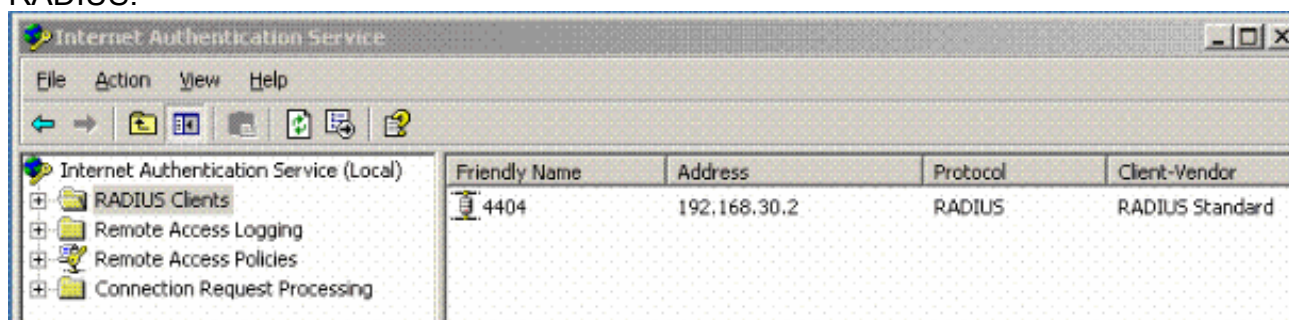 RADIUS.
Internet Authentication Service
File Action View Help
Internet Authentication Service (Local)
RADIUS Clients
Remote Access Logging
Remote Access Policies
Connection Request Processing
Friendly Name Address Protocol Client-Vendor
4404 192.168.30.2 RADIUS RADIUS Standard